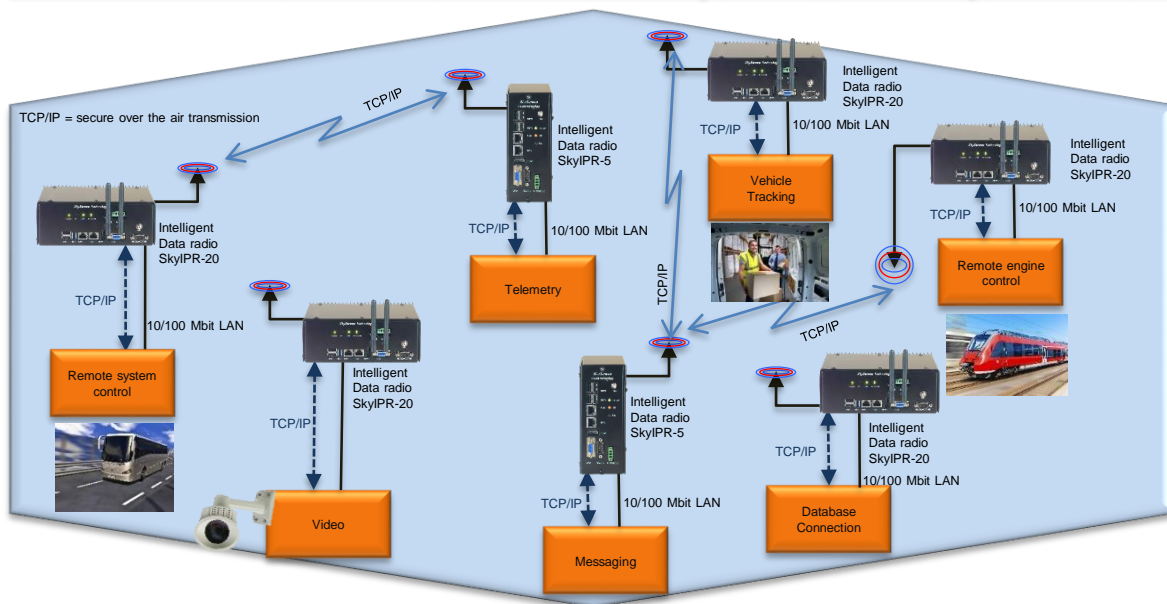 TCP/IP = secure over the air transmission
TCP/IP
Intelligent
Data radio
SkyIPR-20
TCP/IP
10/100 Mbit LAN
Remote system
control
Intelligent
Data radio
SkyIPR-20
TCP/IP
Video
Intelligent
Data radio
SkyIPR-5
TCP/IP
10/100 Mbit LAN
Telemetry
Intelligent
Data radio
SkyIPR-20
TCP/IP
10/100 Mbit LAN
Vehicle
Tracking
TCP/IP
Intelligent
Data radio
SkyIPR-5
TCP/IP
10/100 Mbit LAN
Messaging
TCP/IP
Intelligent
Data radio
SkyIPR-20
TCP/IP
10/100 Mbit LAN
Remote engine
control
Intelligent
Data radio
SkyIPR-20
TCP/IP
10/100 Mbit LAN
Database
Connection